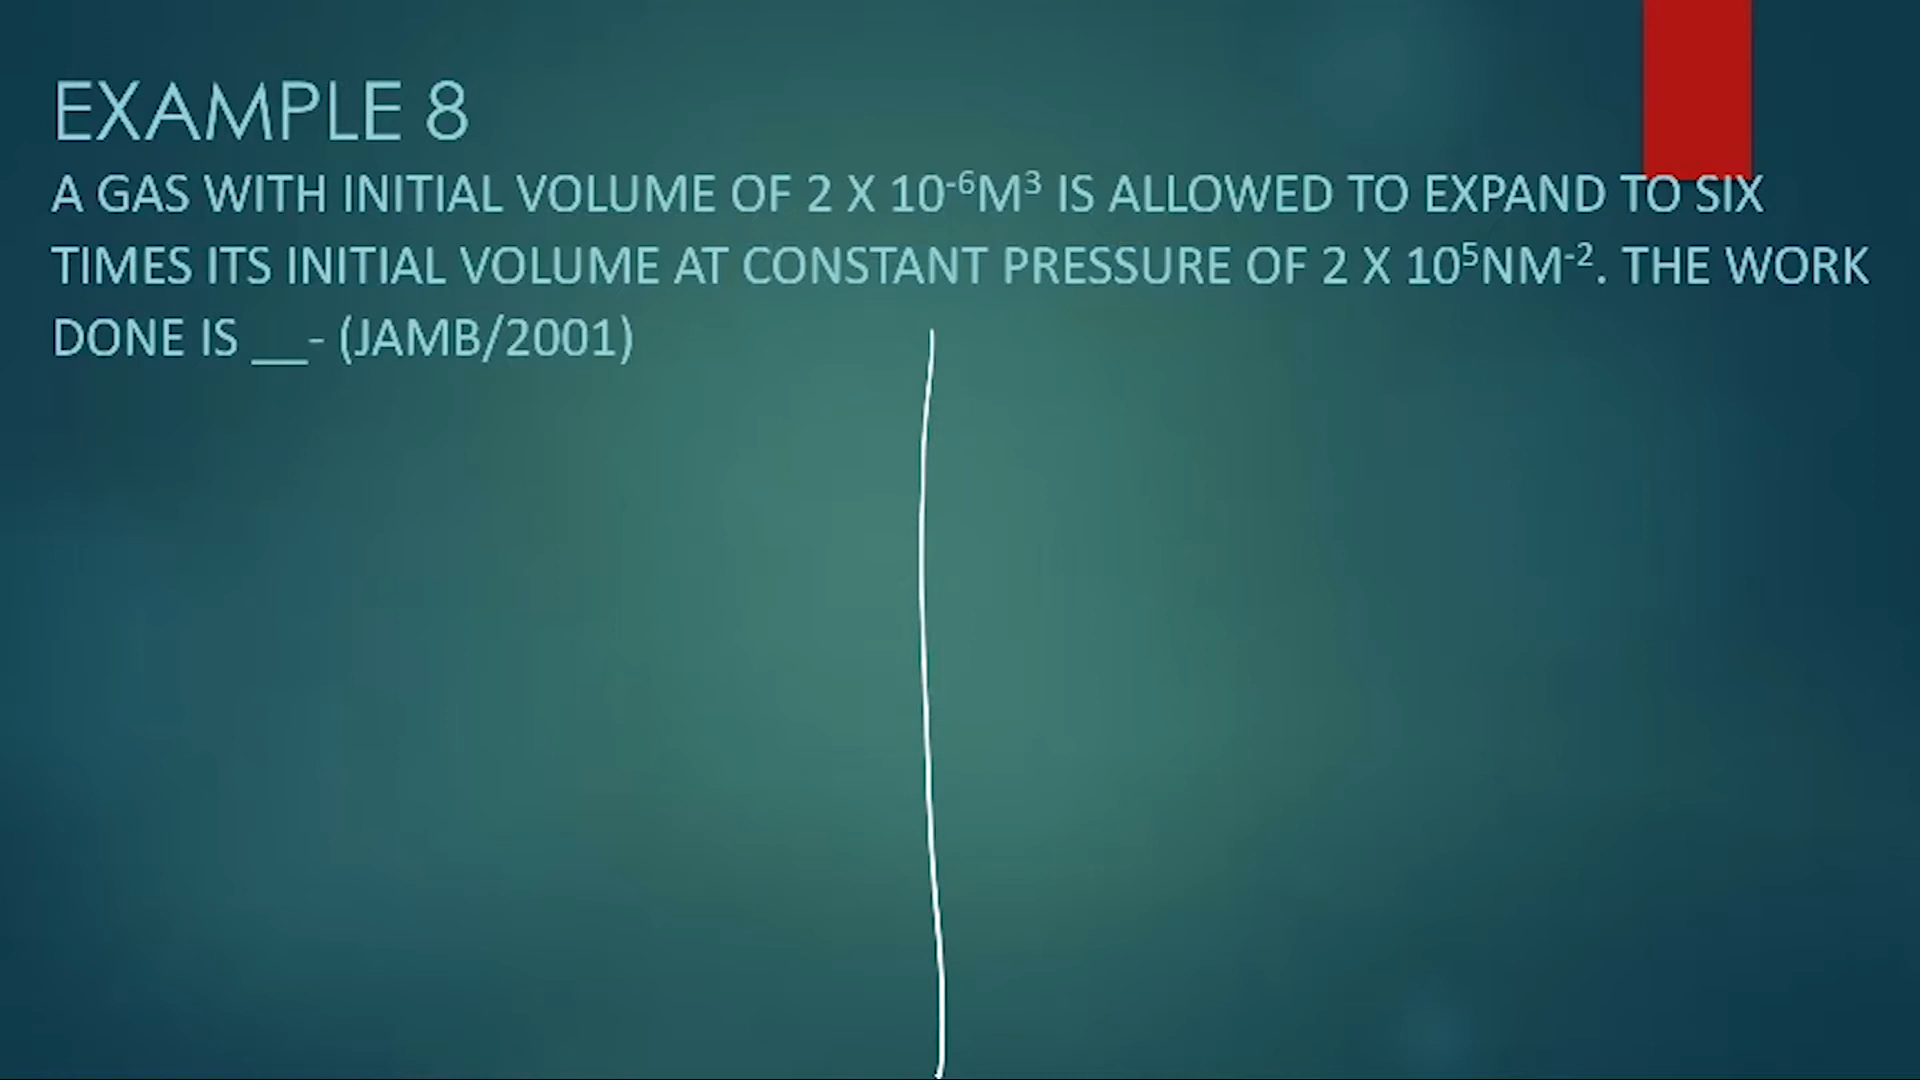 EXAMPLE 8
A GAS WITH INITIAL VOLUME OF 2 X 10⁻⁶M³ IS ALLOWED TO EXPAND TO SIX
TIMES ITS INITIAL VOLUME AT CONSTANT PRESSURE OF 2 X 10⁵NM⁻². THE WORK
DONE IS __- (JAMB/2001)